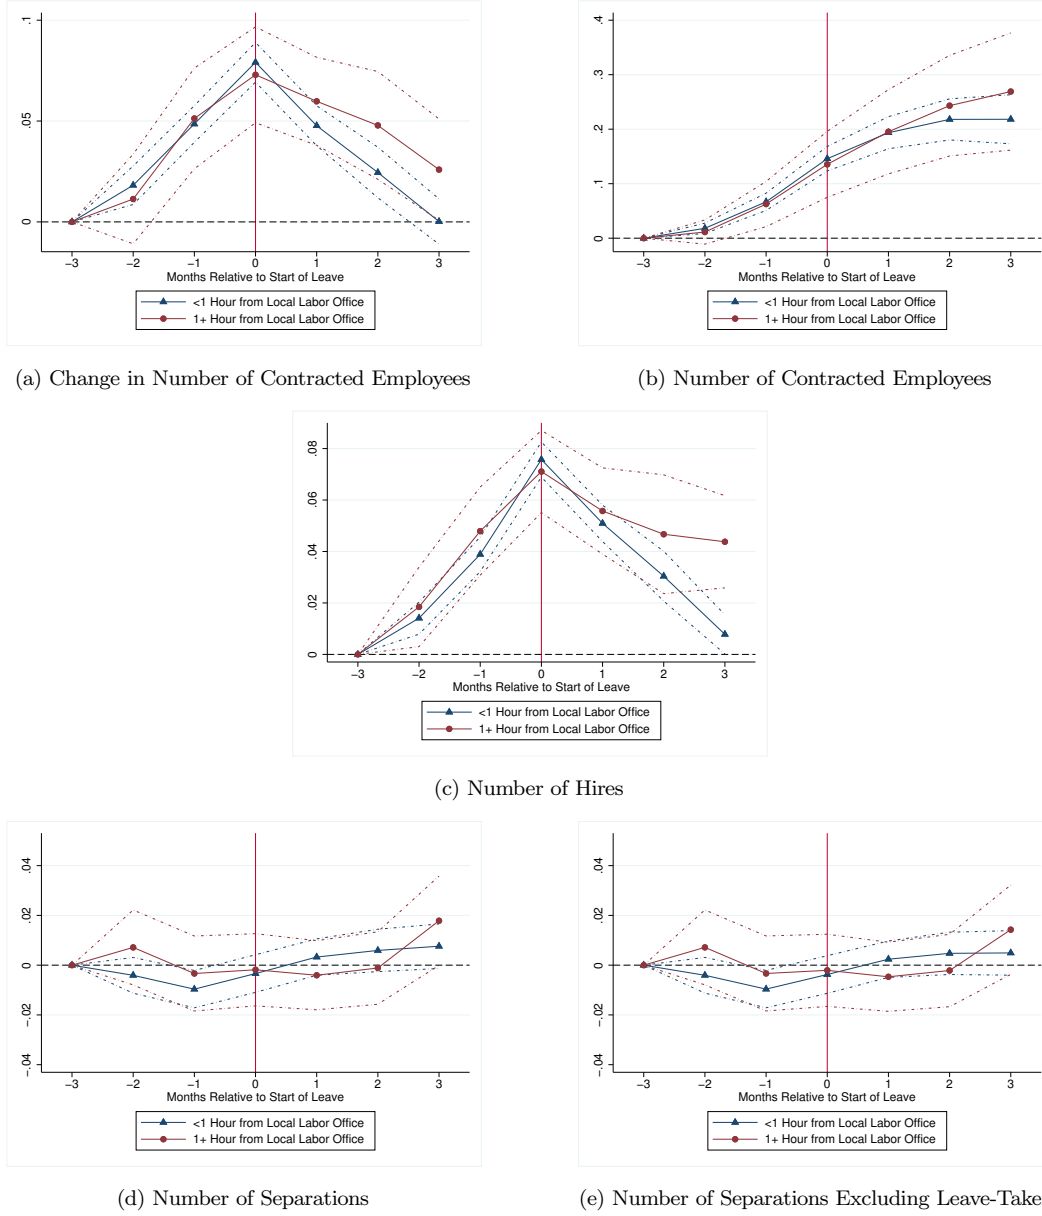 .1
.05
0
−3 −2 −1 0 1 2 3
Months Relative to Start of Leave
<1 Hour from Local Labor Office
1+ Hour from Local Labor Office
(a) Change in Number of Contracted Employees
.4
.3
.2
.1
0
−3 −2 −1 0 1 2 3
Months Relative to Start of Leave
<1 Hour from Local Labor Office
1+ Hour from Local Labor Office
(b) Number of Contracted Employees
.08
.06
.04
.02
0
−3 −2 −1 0 1 2 3
Months Relative to Start of Leave
<1 Hour from Local Labor Office
1+ Hour from Local Labor Office
(c) Number of Hires
.04
.02
0
−.02
−.04
−3 −2 −1 0 1 2 3
Months Relative to Start of Leave
<1 Hour from Local Labor Office
1+ Hour from Local Labor Office
(d) Number of Separations
.04
.02
0
−.02
−.04
−3 −2 −1 0 1 2 3
Months Relative to Start of Leave
<1 Hour from Local Labor Office
1+ Hour from Local Labor Office
(e) Number of Separations Excluding Leave-Take